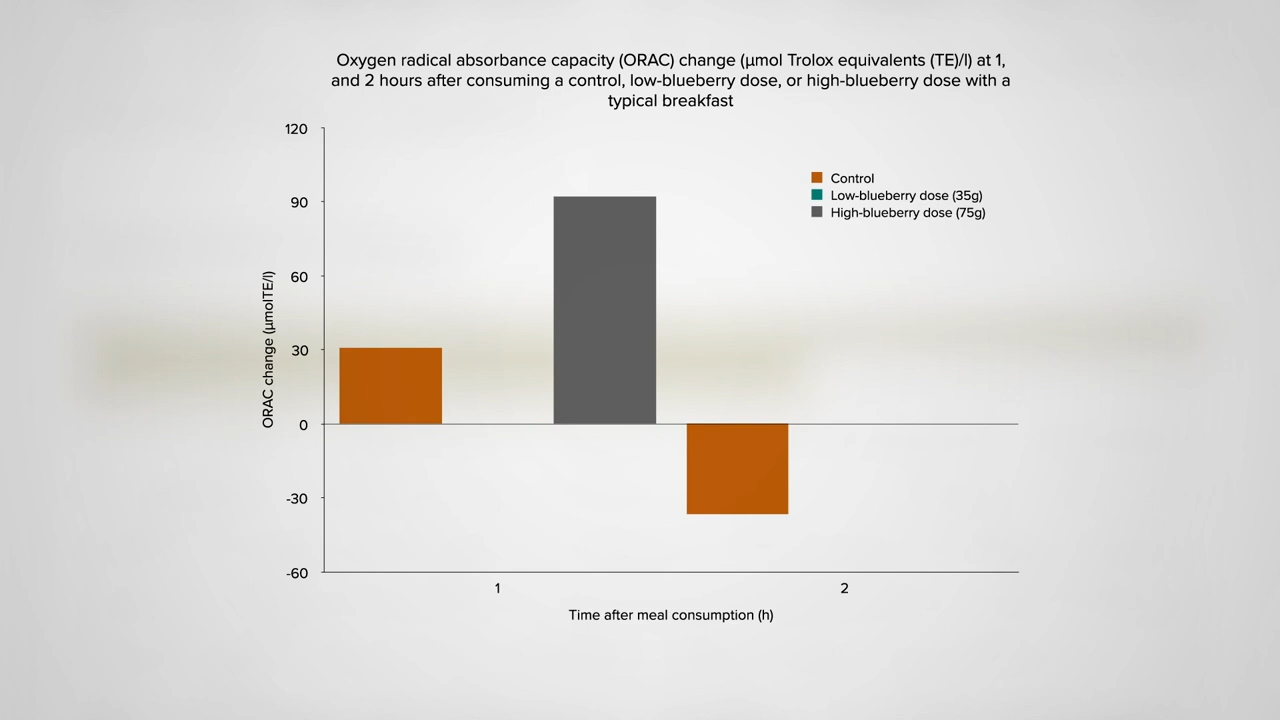 Oxygen radical absorbance capacity (ORAC) change (µmol Trolox equivalents (TE)/l) at 1,
and 2 hours after consuming a control, low-blueberry dose, or high-blueberry dose with a
typical breakfast
120
90
60
30
0
-30
-60
ORAC change (µmolTE/l)
Control
Low-blueberry dose (35g)
High-blueberry dose (75g)
1
2
Time after meal consumption (h)